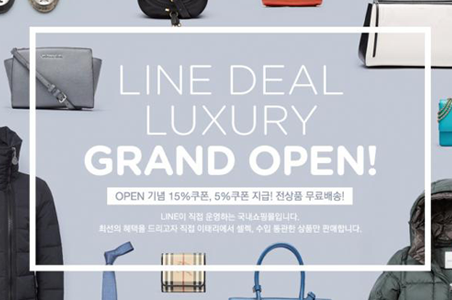 LINE DEAL
LUXURY
GRAND OPEN!
OPEN 기념 15%쿠폰, 5%쿠폰 지급! 전상품 무료배송!
LINE이 직접 운영하는 국내쇼핑몰입니다.
최선의 혜택을 드리고자 직접 이태리에서 셀렉, 수입 통관한 상품만 판매합니다.